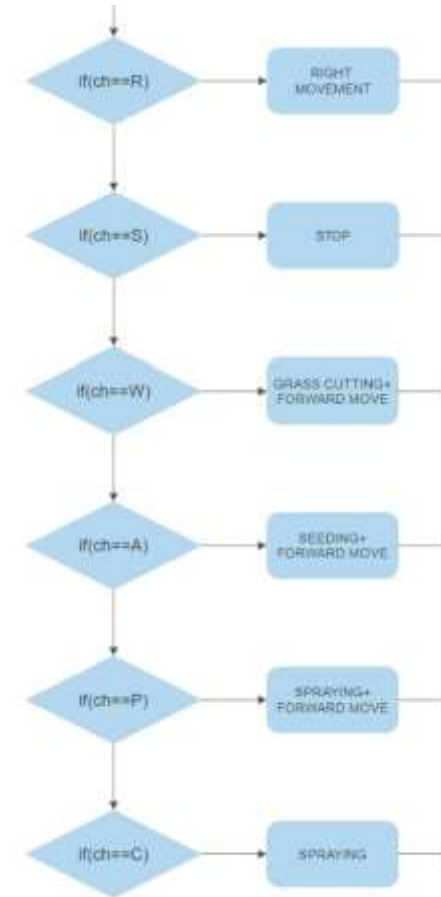 if(ch==R)
RIGHT
MOVEMENT
if(ch==S)
STOP
if(ch==W)
GRASS CUTTING+
FORWARD MOVE
if(ch==A)
SEEDING+
FORWARD MOVE
if(ch==P)
SPRAYING+
FORWARD MOVE
if(ch==C)
SPRAYING